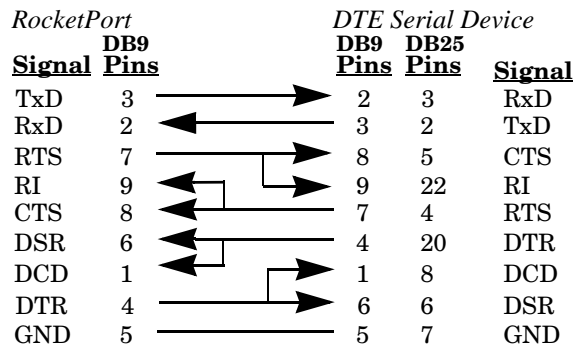 RocketPort DTE Serial Device
DB9 DB9 DB25
Signal Pins Pins Pins Signal
TxD 3 2 3 RxD
RxD 2 3 2 TxD
RTS 7 8 5 CTS
RI 9 9 22 RI
CTS 8 7 4 RTS
DSR 6 4 20 DTR
DCD 1 1 8 DCD
DTR 4 6 6 DSR
GND 5 5 7 GND